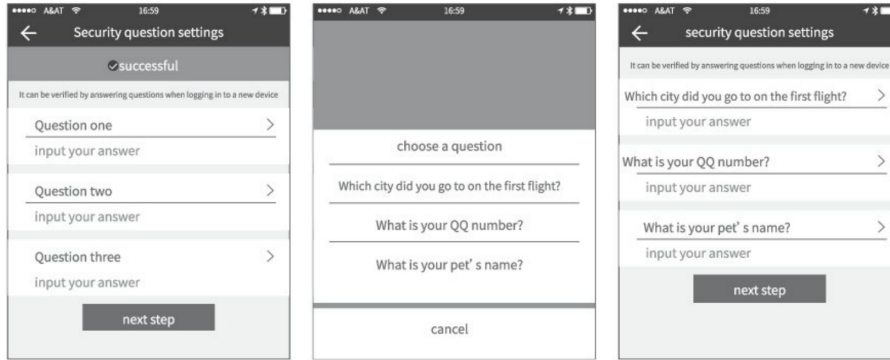 A&AT 16:59
Security question settings
successful
It can be verified by answering questions when logging in to a new device
Question one
input your answer
Question two
input your answer
Question three
input your answer
next step
A&AT 16:59
choose a question
Which city did you go to on the first flight?
What is your QQ number?
What is your pet's name?
cancel
A&AT 16:59
security question settings
It can be verified by answering questions when logging in to a new device
Which city did you go to on the first flight?
input your answer
What is your QQ number?
input your answer
What is your pet's name?
input your answer
next step